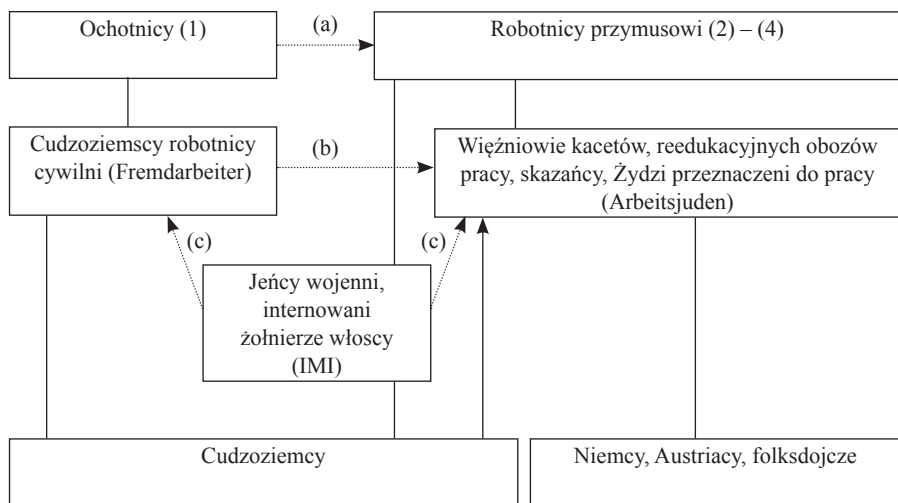 Ochotnicy (1)
(a)
Robotnicy przymusowi (2) – (4)
Cudzoziemscy robotnicy
cywilni (Fremdarbeiter)
(b)
Więźniowie kacetów, reedukacyjnych obozów
pracy, skazańcy, Żydzi przeznaczeni do pracy
(Arbeitsjuden)
(c)
(c)
Jeńcy wojenni,
internowani
żołnierze włoscy
(IMI)
Cudzoziemcy
Niemcy, Austriacy, folksdojcze